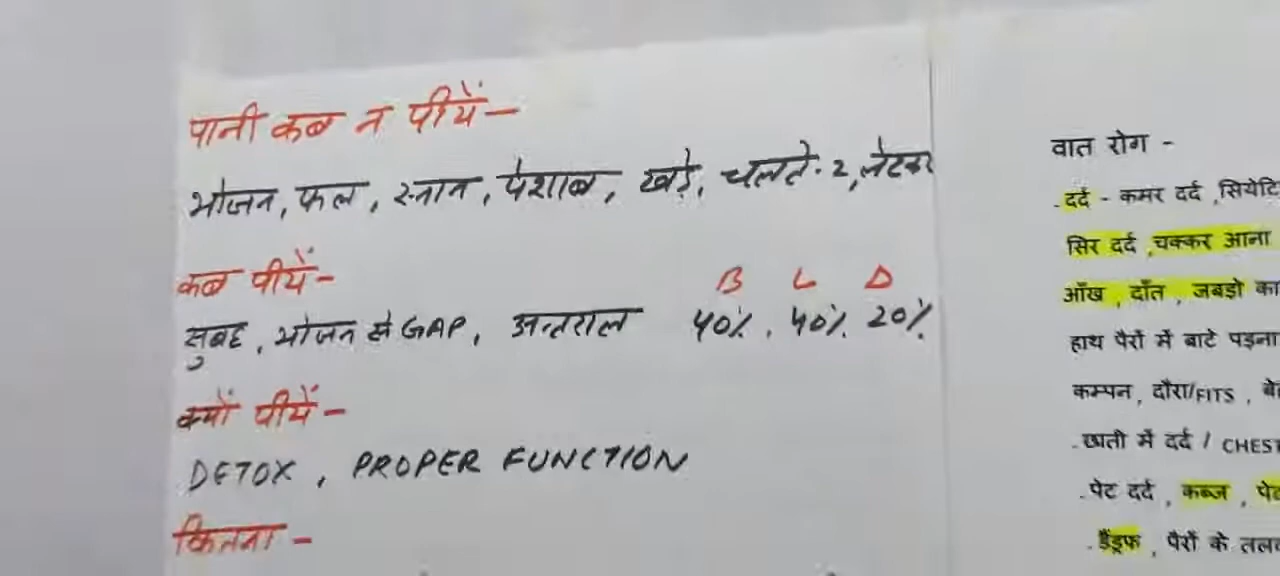 पानी कब न पीयें-
भोजन, फल, स्नान, पेशाब, खड़े, चलते-2, लेटकर
कब पीयें-
B L D
सुबह, भोजन से GAP, अन्तराल 40%, 40%, 20%
क्यों पीयें-
DETOX, PROPER FUNCTION
कितना-
वात रोग -
.दर्द - कमर दर्द ,सियेटि
सिर दर्द ,चक्कर आना
आँख , दाँत , जबड़ो का
हाथ पैरों में बाटे पड़ना
कम्पन , दौरा/FITS , बे
.छाती में दर्द / CHEST
.पेट दर्द , कब्ज , पेट
.डैंड्रफ , पैरों के तल